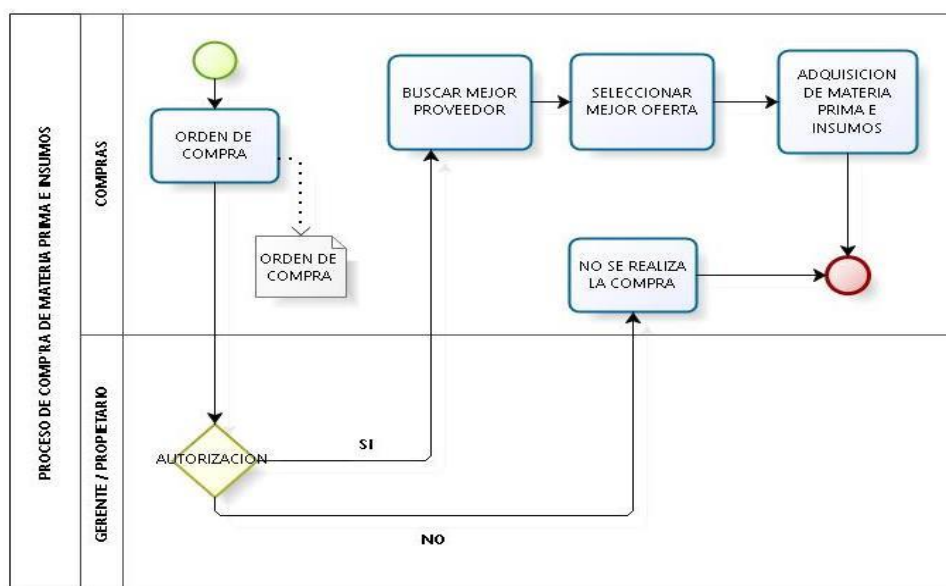 PROCESO DE COMPRA DE MATERIA PRIMA E INSUMOS
COMPRAS
ORDEN DE
COMPRA
ORDEN DE
COMPRA
BUSCAR MEJOR
PROVEEDOR
SELECCIONAR
MEJOR OFERTA
ADQUISICION
DE MATERIA
PRIMA E
INSUMOS
NO SE REALIZA
LA COMPRA
GERENTE / PROPIETARIO
AUTORIZACION
SI
NO